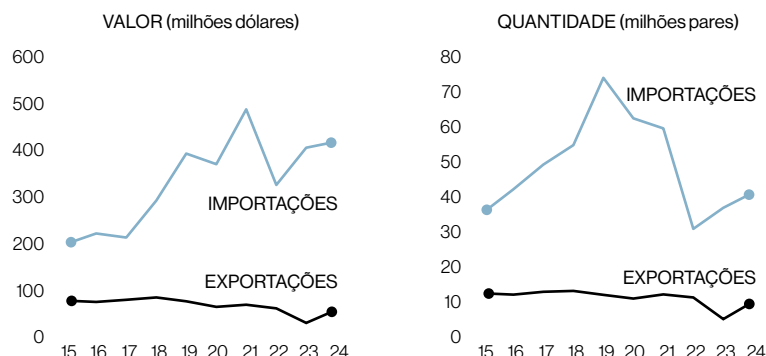 VALOR (milhões dólares)
600
500
400
300
200
100
0
IMPORTAÇÕES
EXPORTAÇÕES
15 16 17 18 19 20 21 22 23 24
QUANTIDADE (milhões pares)
80
70
60
50
40
30
20
10
0
IMPORTAÇÕES
EXPORTAÇÕES
15 16 17 18 19 20 21 22 23 24